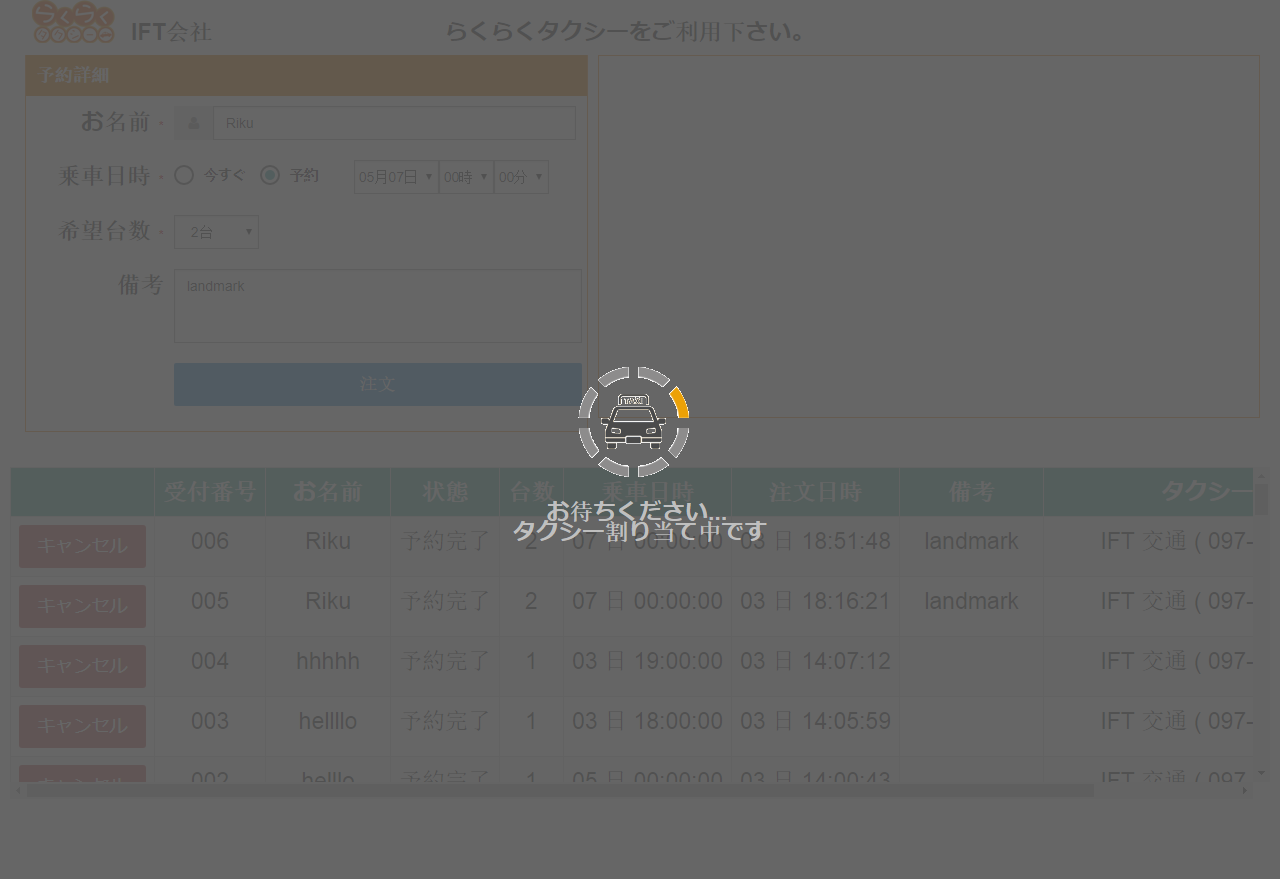 らくらく
タクシー
IFT会社
らくらくタクシーをご利用下さい。
予約詳細
お名前 * Riku
乗車日時 * 今すぐ 予約 05月07日 00時 00分
希望台数 * 2台
備考 landmark
注文
TAXI
お待ちください...
タクシー割り当て中です
受付番号 お名前 状態 台数 乗車日時 注文日時 備考 タクシー
キャンセル 006 Riku 予約完了 2 07 日 00:00:00 03 日 18:51:48 landmark IFT 交通 ( 097-
キャンセル 005 Riku 予約完了 2 07 日 00:00:00 03 日 18:16:21 landmark IFT 交通 ( 097-
キャンセル 004 hhhhh 予約完了 1 03 日 19:00:00 03 日 14:07:12 IFT 交通 ( 097-
キャンセル 003 hellllo 予約完了 1 03 日 18:00:00 03 日 14:05:59 IFT 交通 ( 097-
キャンセル 002 helllo 予約完了 1 05 日 00:00:00 03 日 14:00:43 IFT 交通 ( 097-